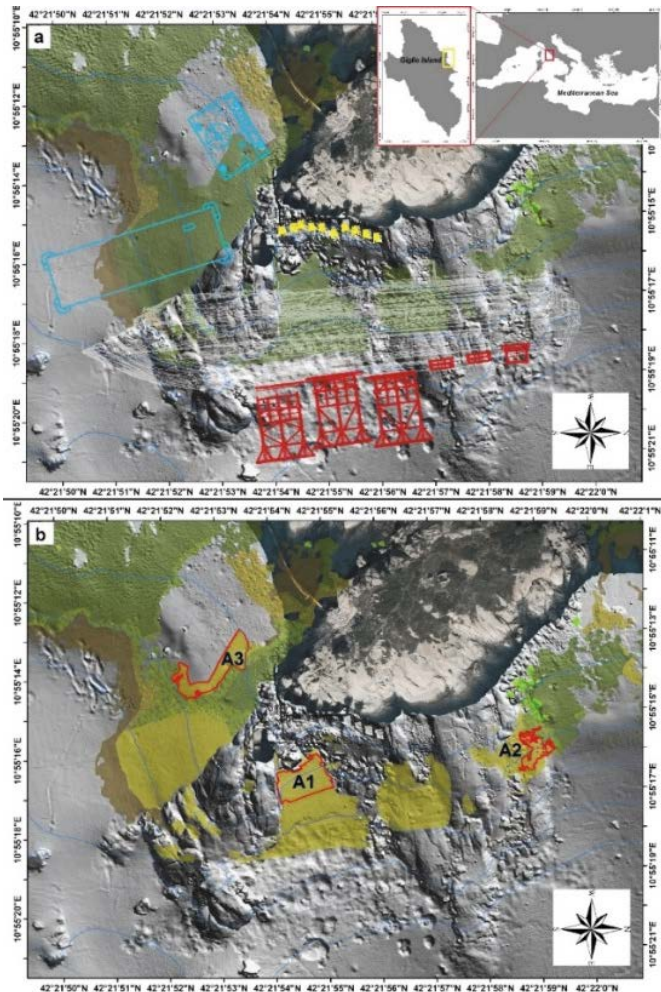 42°21'50"N 42°21'51"N 42°21'52"N 42°21'53"N 42°21'54"N
a
Giglio Island
Mediterranean Sea
10°55'10"E
10°55'12"E
10°55'14"E
10°55'16"E
10°55'18"E
10°55'20"E
10°55'15"E
10°55'17"E
10°55'19"E
10°55'21"E
42°21'50"N 42°21'51"N 42°21'52"N 42°21'53"N 42°21'54"N 42°21'55"N 42°21'56"N 42°21'57"N 42°21'58"N 42°21'59"N 42°22'0"N
42°21'50"N 42°21'51"N 42°21'52"N 42°21'53"N 42°21'54"N 42°21'55"N 42°21'56"N 42°21'57"N 42°21'58"N 42°21'59"N 42°22'0"N 42°22'1"N
b
10°55'10"E
10°55'12"E
10°55'14"E
10°55'16"E
10°55'18"E
10°55'20"E
A3
A1
A2
10°55'11"E
10°55'13"E
10°55'15"E
10°55'17"E
10°55'19"E
10°55'21"E
42°21'50"N 42°21'51"N 42°21'52"N 42°21'53"N 42°21'54"N 42°21'55"N 42°21'56"N 42°21'57"N 42°21'58"N 42°21'59"N 42°22'0"N